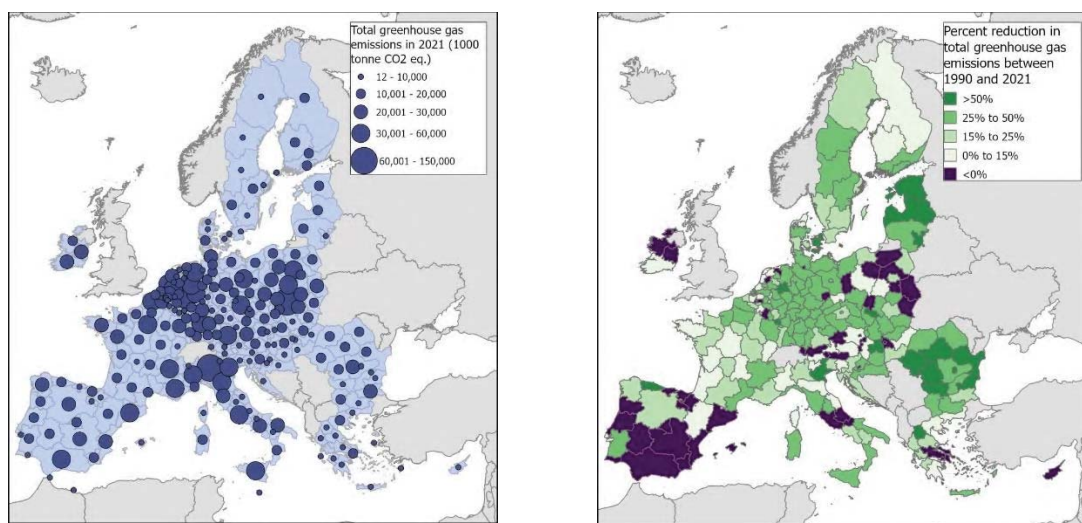 Total greenhouse gas
emissions in 2021 (1000
tonne CO2 eq.)
12 - 10,000
10,001 - 20,000
20,001 - 30,000
30,001 - 60,000
60,001 - 150,000
Percent reduction in
total greenhouse gas
emissions between
1990 and 2021
>50%
25% to 50%
15% to 25%
0% to 15%
<0%